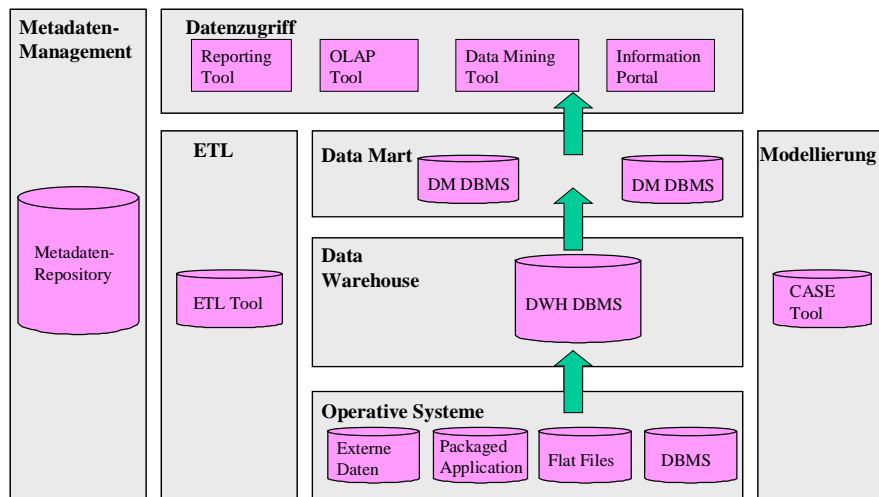 Metadaten-
Management
Metadaten-
Repository
Datenzugriff
Reporting
Tool
OLAP
Tool
Data Mining
Tool
Information
Portal
ETL
ETL Tool
Data Mart
DM DBMS
DM DBMS
Data
Warehouse
DWH DBMS
Operative Systeme
Externe
Daten
Packaged
Application
Flat Files
DBMS
Modellierung
CASE
Tool